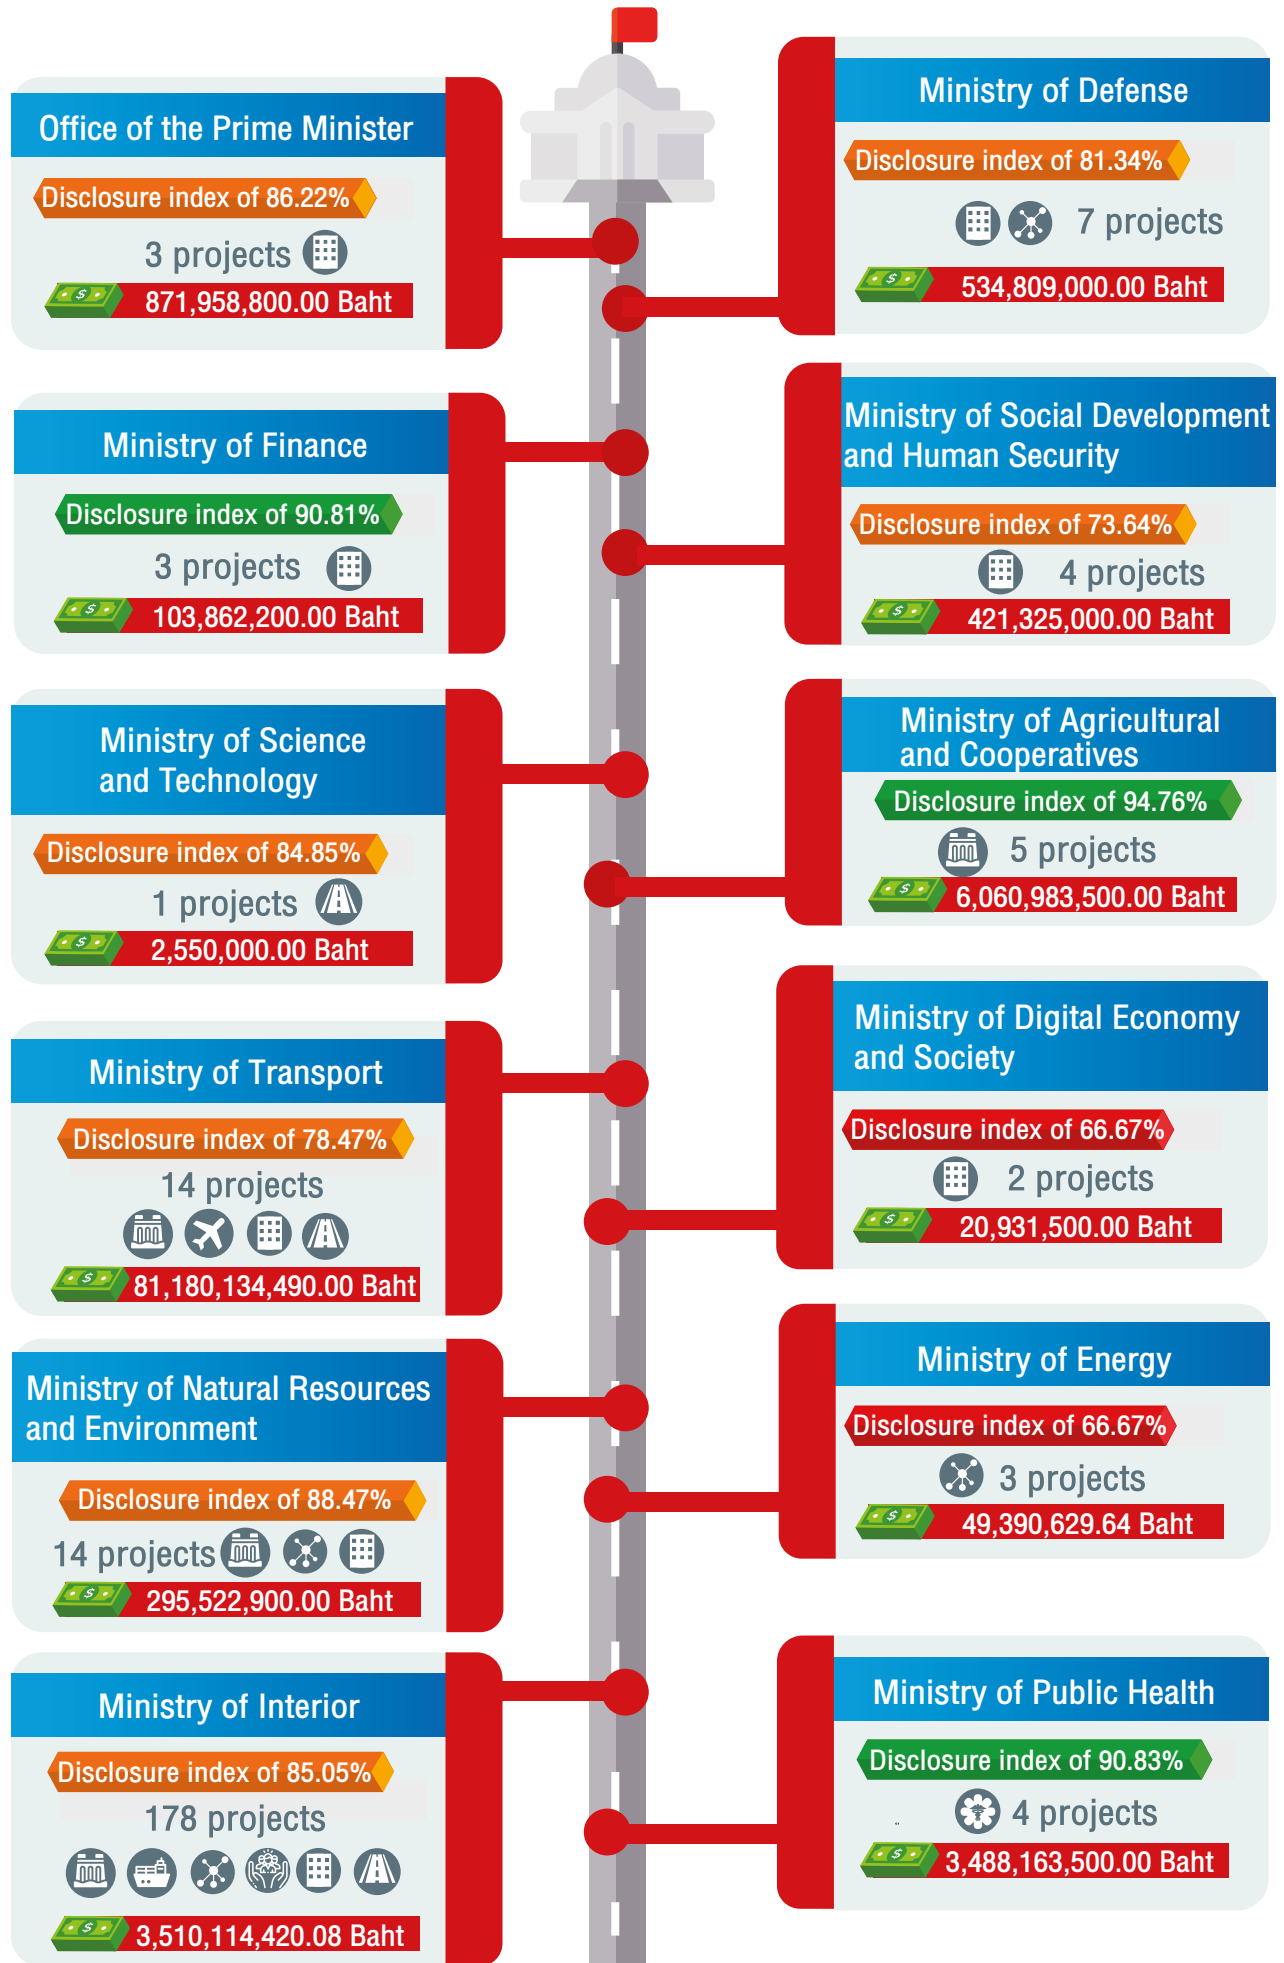 Office of the Prime Minister
Disclosure index of 86.22%
3 projects
871,958,800.00 Baht
Ministry of Defense
Disclosure index of 81.34%
7 projects
534,809,000.00 Baht
Ministry of Finance
Disclosure index of 90.81%
3 projects
103,862,200.00 Baht
Ministry of Social Development
and Human Security
Disclosure index of 73.64%
4 projects
421,325,000.00 Baht
Ministry of Science
and Technology
Disclosure index of 84.85%
1 projects
2,550,000.00 Baht
Ministry of Agricultural
and Cooperatives
Disclosure index of 94.76%
5 projects
6,060,983,500.00 Baht
Ministry of Transport
Disclosure index of 78.47%
14 projects
81,180,134,490.00 Baht
Ministry of Digital Economy
and Society
Disclosure index of 66.67%
2 projects
20,931,500.00 Baht
Ministry of Natural Resources
and Environment
Disclosure index of 88.47%
14 projects
295,522,900.00 Baht
Ministry of Energy
Disclosure index of 66.67%
3 projects
49,390,629.64 Baht
Ministry of Interior
Disclosure index of 85.05%
178 projects
3,510,114,420.08 Baht
Ministry of Public Health
Disclosure index of 90.83%
4 projects
3,488,163,500.00 Baht